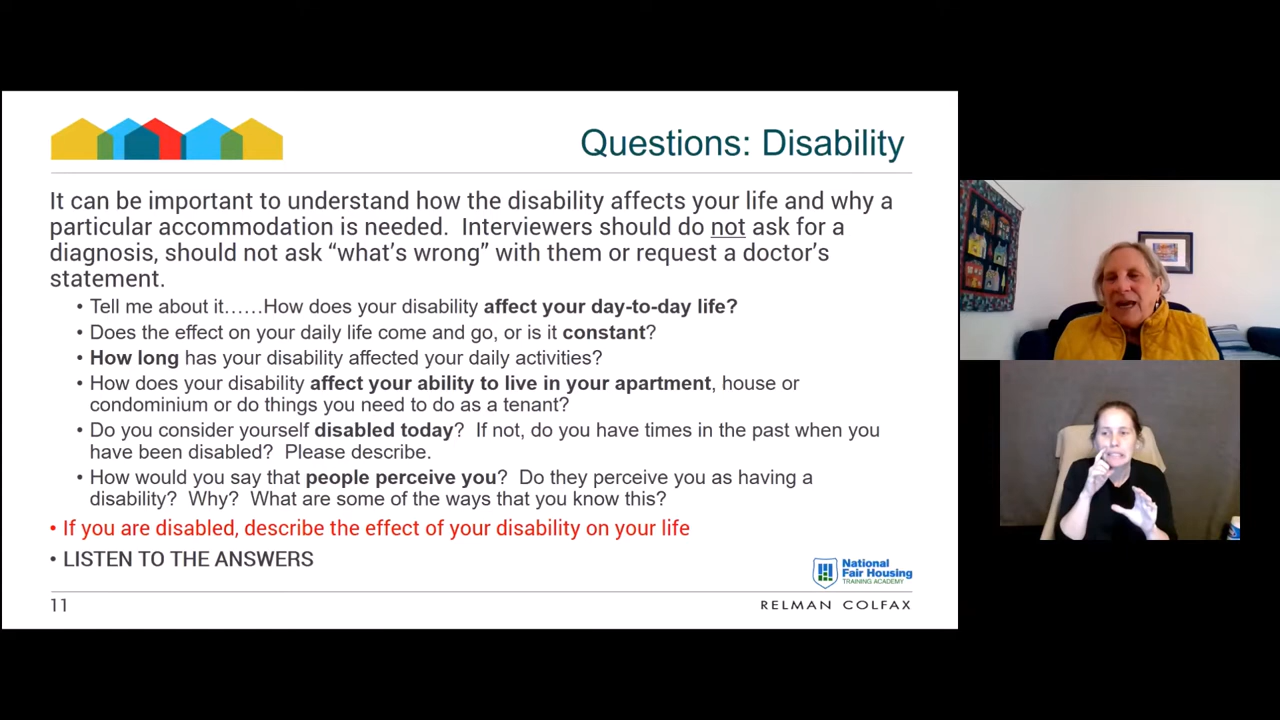 Questions: Disability
It can be important to understand how the disability affects your life and why a
particular accommodation is needed.  Interviewers should do not ask for a
diagnosis, should not ask “what’s wrong” with them or request a doctor’s
statement.
• Tell me about it……How does your disability affect your day-to-day life?
• Does the effect on your daily life come and go, or is it constant?
• How long has your disability affected your daily activities?
• How does your disability affect your ability to live in your apartment, house or
condominium or do things you need to do as a tenant?
• Do you consider yourself disabled today?  If not, do you have times in the past when you
have been disabled?  Please describe.
• How would you say that people perceive you?  Do they perceive you as having a
disability?  Why?  What are some of the ways that you know this?
• If you are disabled, describe the effect of your disability on your life
• LISTEN TO THE ANSWERS
National
Fair Housing
TRAINING ACADEMY
11
RELMAN COLFAX